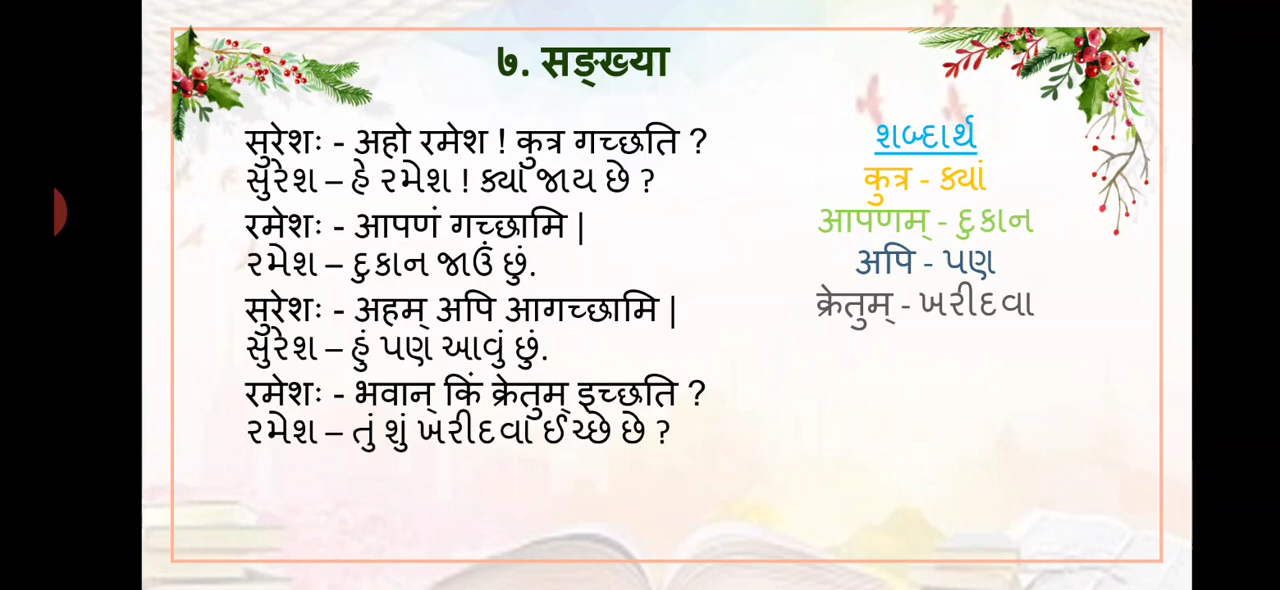 ७. सङ्ख्या
सुरेशः - अहो रमेश ! कुत्र गच्छति ?
સુરેશ – હે રમેશ ! ક્યાં જાય છે ?
रमेशः - आपणं गच्छामि |
રમેશ – દુકાન જાઉં છું.
सुरेशः - अहम् अपि आगच्छामि |
સુરેશ – હું પણ આવું છું.
रमेशः - भवान् किं क्रेतुम् इच्छति ?
રમેશ – તું શું ખરીદવા ઈચ્છે છે ?
શબ્દાર્થ
कुत्र - ક્યાં
आपणम् - દુકાન
अपि - પણ
क्रेतुम् - ખરીદવા